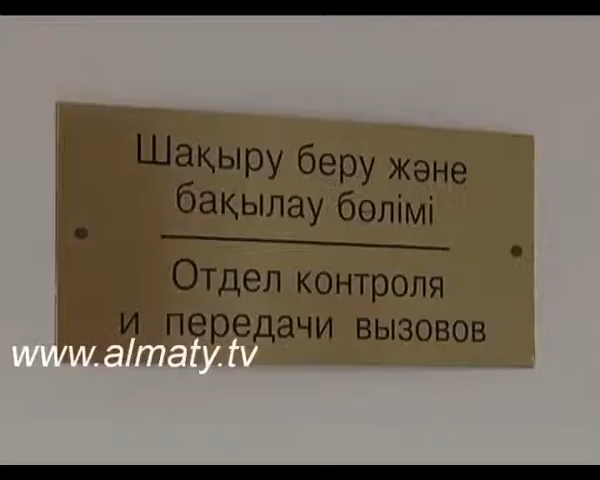 Шақыру беру және
бақылау бөлімі
Отдел контроля
и передачи вызовов
www.almaty.tv